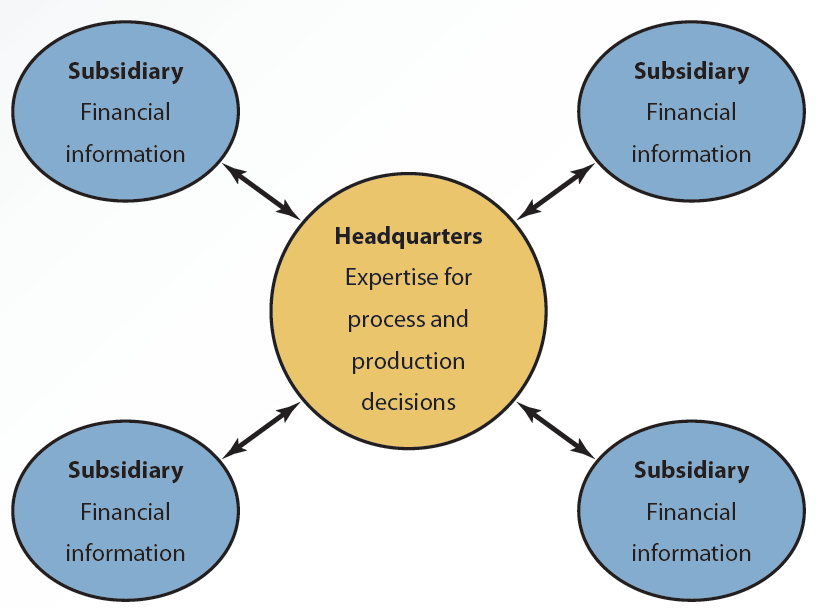 Subsidiary
Financial
information
Subsidiary
Financial
information
Headquarters
Expertise for
process and
production
decisions
Subsidiary
Financial
information
Subsidiary
Financial
information